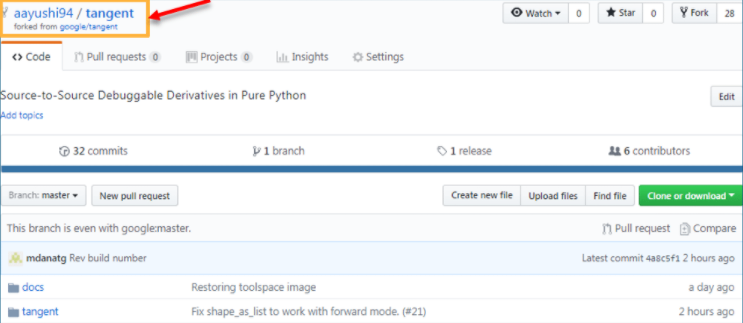 aayushi94 / tangent
forked from google/tangent
Watch 0 Star 0 Fork 28
Code Pull requests 0 Projects 0 Insights Settings
Source-to-Source Debuggable Derivatives in Pure Python
Edit
Add topics
32 commits 1 branch 1 release 6 contributors
Branch: master New pull request Create new file Upload files Find file Clone or download
This branch is even with google:master. Pull request Compare
mdanatg Rev build number Latest commit 4a8c5f1 2 hours ago
docs Restoring toolspace image a day ago
tangent Fix shape_as_list to work with forward mode. (#21) 2 hours ago